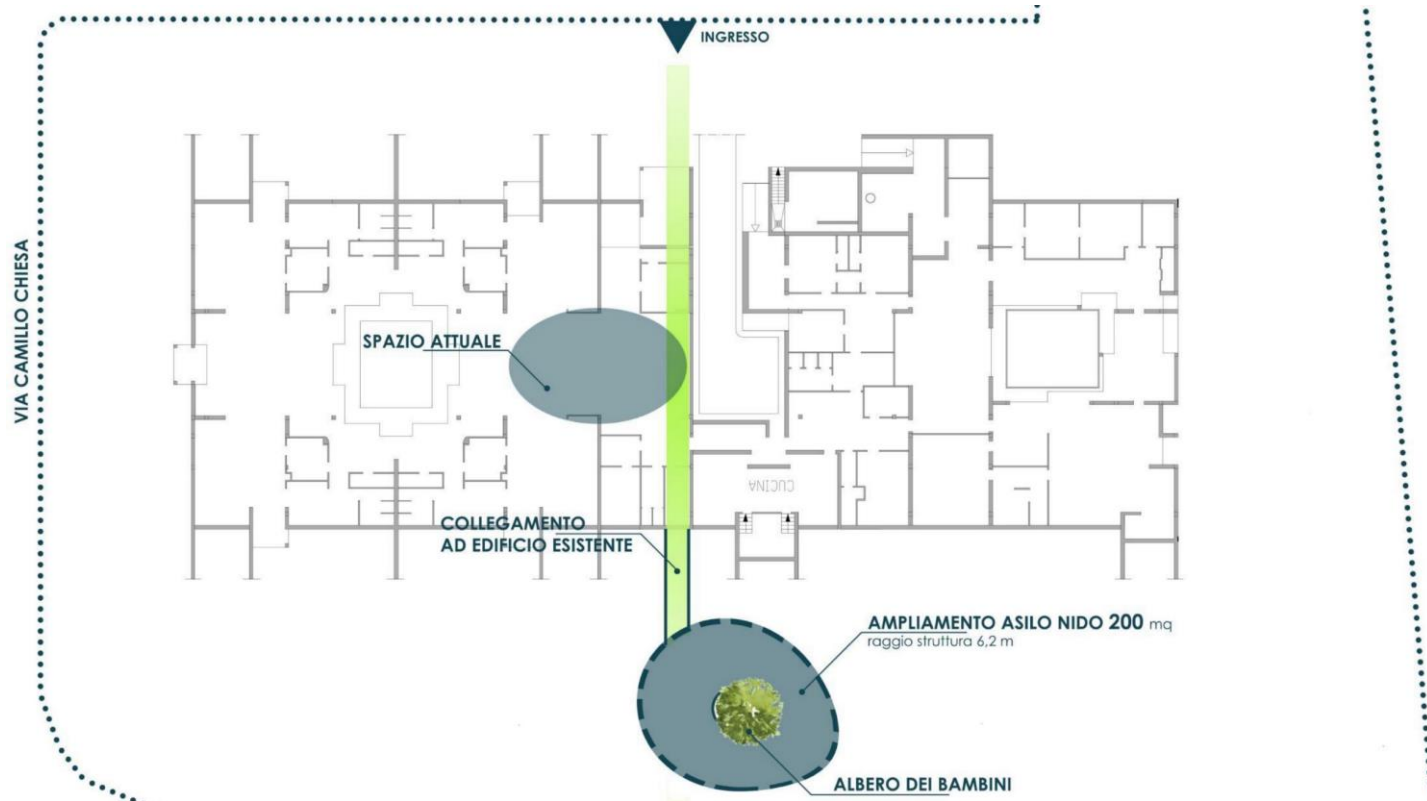 INGRESSO
VIA CAMILLO CHIESA
SPAZIO ATTUALE
CUCINA
COLLEGAMENTO
AD EDIFICIO ESISTENTE
AMPLIAMENTO ASILO NIDO 200 mq
raggio struttura 6,2 m
ALBERO DEI BAMBINI